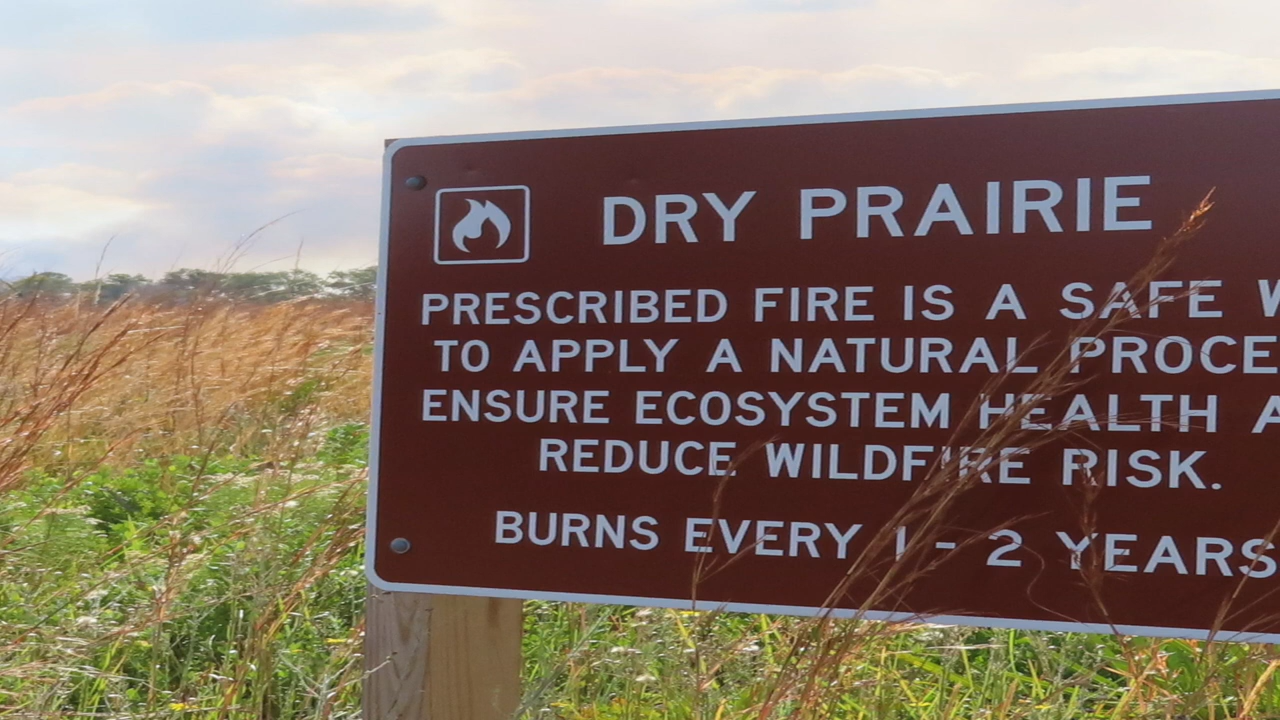 DRY PRAIRIE
PRESCRIBED FIRE IS A SAFE W
TO APPLY A NATURAL PROCE
ENSURE ECOSYSTEM HEALTH A
REDUCE WILDFIRE RISK.
BURNS EVERY 1 - 2 YEARS